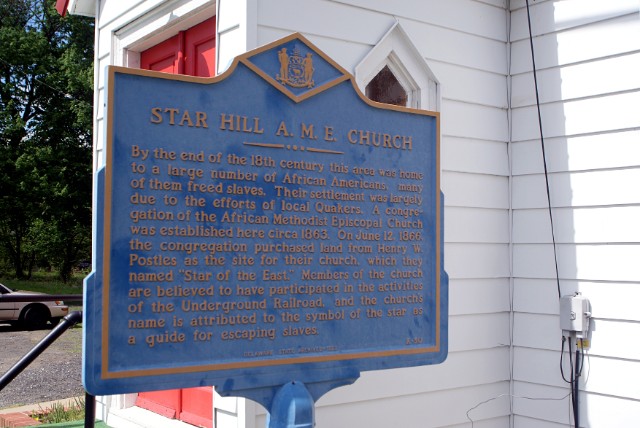 STAR HILL A. M. E. CHURCH
By the end of the 18th century this area was home
to a large number of African Americans, many
of them freed slaves. Their settlement was largely
due to the efforts of local Quakers. A congre-
gation of the African Methodist Episcopal Church
was established here circa 1863. On June 12, 1866,
the congregation purchased land from Henry W.
Postles as the site for their church, which they
named "Star of the East." Members of the church
are believed to have participated in the activities
of the Underground Railroad, and the church's
name is attributed to the symbol of the star as
a guide for escaping slaves.